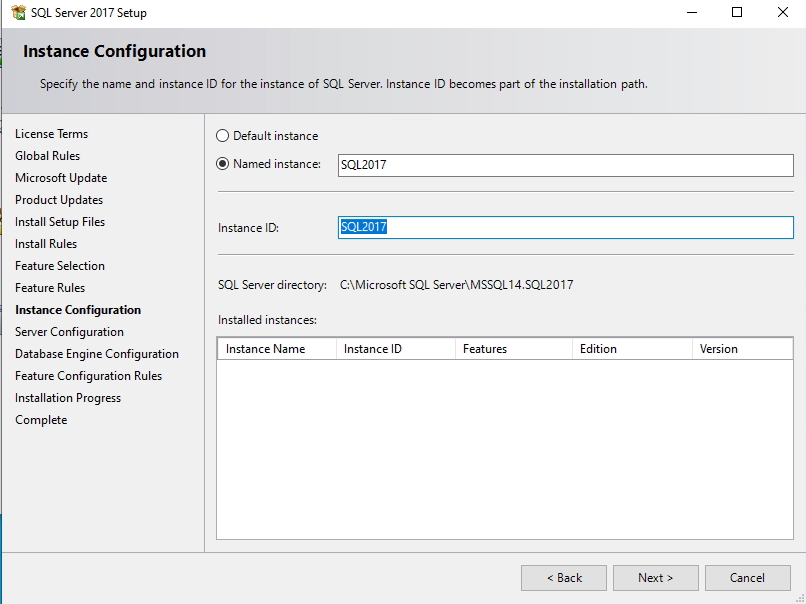 SQL Server 2017 Setup
Instance Configuration
Specify the name and instance ID for the instance of SQL Server. Instance ID becomes part of the installation path.
License Terms
Global Rules
Microsoft Update
Product Updates
Install Setup Files
Install Rules
Feature Selection
Feature Rules
Instance Configuration
Server Configuration
Database Engine Configuration
Feature Configuration Rules
Installation Progress
Complete
Default instance
Named instance: SQL2017
Instance ID: SQL2017
SQL Server directory: C:\Microsoft SQL Server\MSSQL14.SQL2017
Installed instances:
Instance Name Instance ID Features Edition Version
< Back Next > Cancel